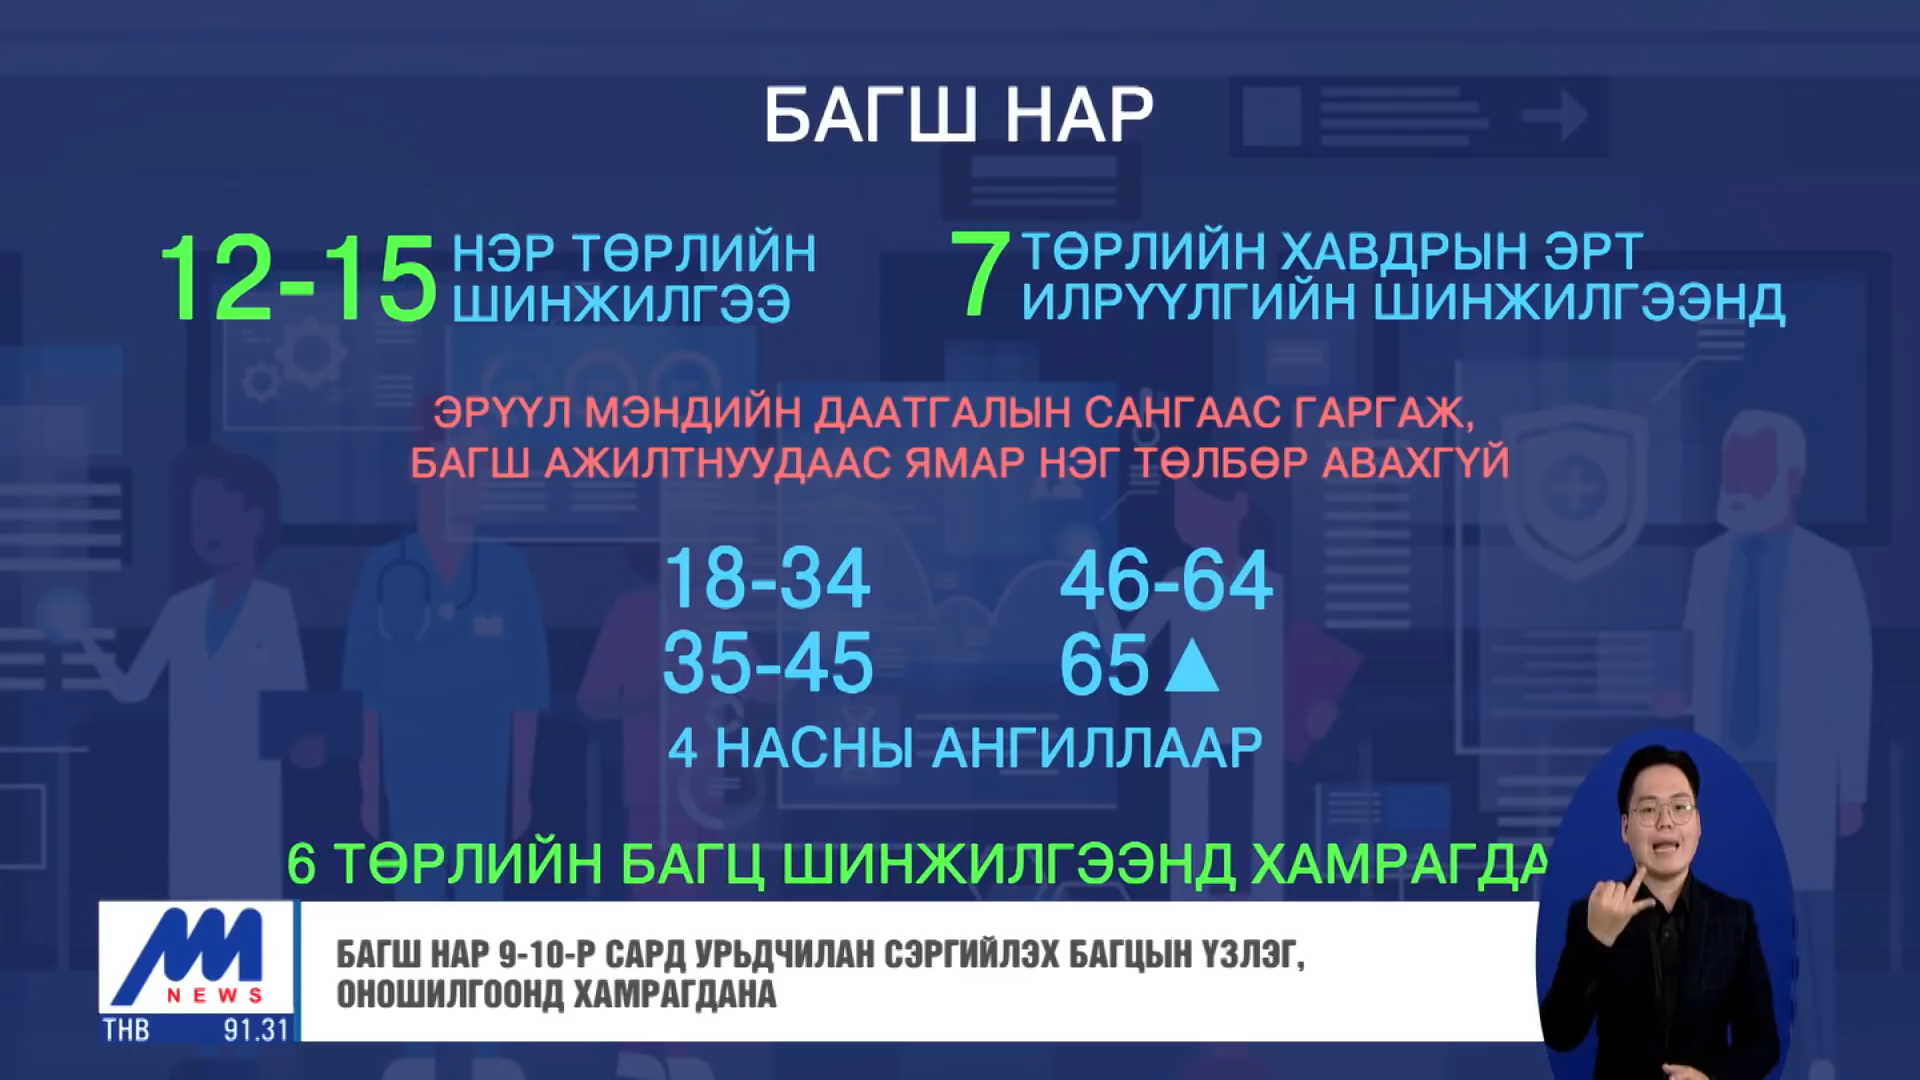 БАГШ НАР
12-15 НЭР ТӨРЛИЙН
ШИНЖИЛГЭЭ
7 ТӨРЛИЙН ХАВДРЫН ЭРТ
ИЛРҮҮЛГИЙН ШИНЖИЛГЭЭНД
ЭРҮҮЛ МЭНДИЙН ДААТГАЛЫН САНГААС ГАРГАЖ,
БАГШ АЖИЛТНУУДААС ЯМАР НЭГ ТӨЛБӨР АВАХГҮЙ
18-34
46-64
35-45
65▲
4 НАСНЫ АНГИЛЛААР
6 ТӨРЛИЙН БАГЦ ШИНЖИЛГЭЭНД ХАМРАГДА
БАГШ НАР 9-10-Р САРД УРЬДЧИЛАН СЭРГИЙЛЭХ БАГЦЫН ҮЗЛЭГ,
ОНОШИЛГООНД ХАМРАГДАНА
NEWS
THB 91.31